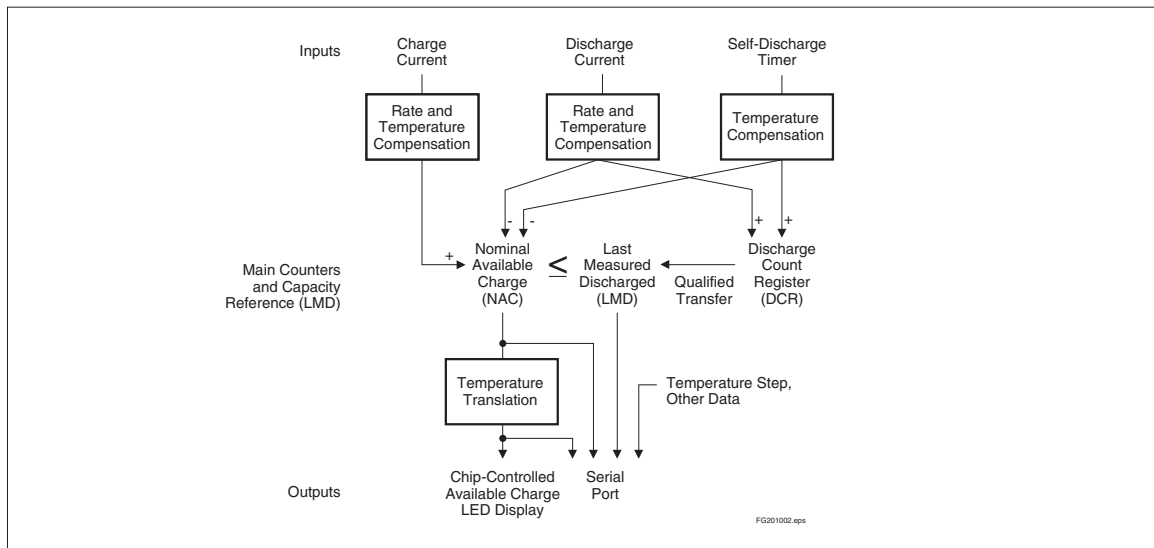 Inputs
Charge
Current
Discharge
Current
Self-Discharge
Timer
Rate and
Temperature
Compensation
Rate and
Temperature
Compensation
Temperature
Compensation
- -
+ +
+
Main Counters
and Capacity
Reference (LMD)
Nominal
Available
Charge
(NAC)
≤
Last
Measured
Discharged
(LMD)
Qualified
Transfer
Discharge
Count
Register
(DCR)
Temperature
Translation
Temperature Step,
Other Data
Outputs
Chip-Controlled
Available Charge
LED Display
Serial
Port
FG201002.eps